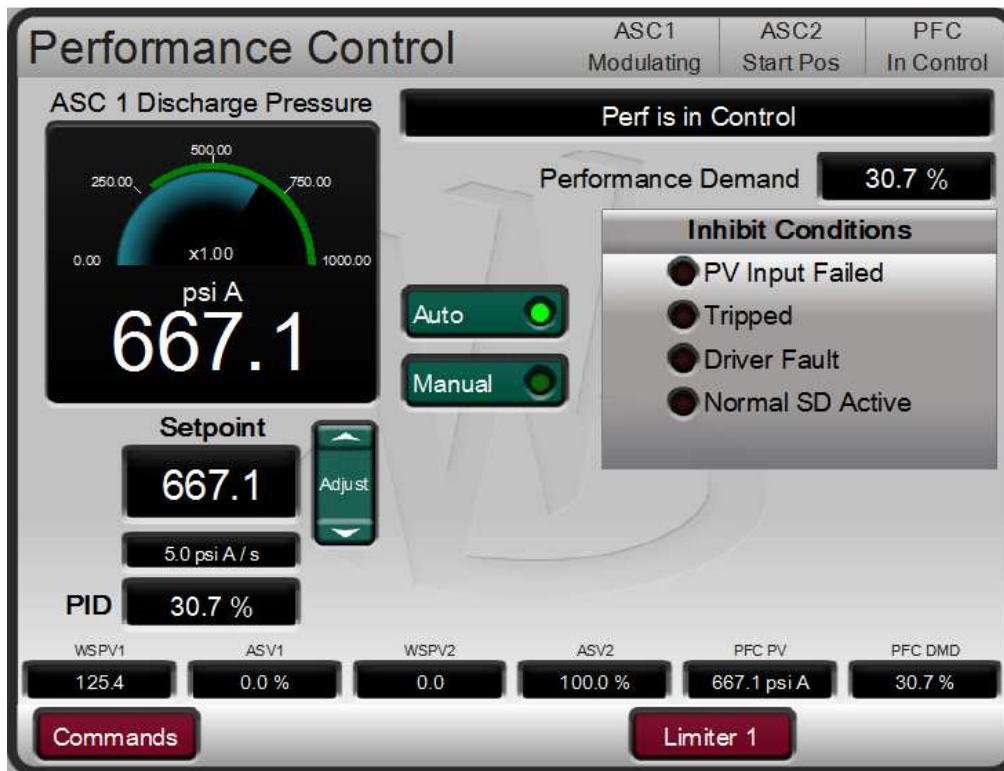 Performance Control
ASC1
Modulating
ASC2
Start Pos
PFC
In Control
ASC 1 Discharge Pressure
Perf is in Control
500.00
250.00
750.00
0.00
x1.00
1000.00
psi A
667.1
Performance Demand
30.7 %
Inhibit Conditions
PV Input Failed
Tripped
Driver Fault
Normal SD Active
Auto
Manual
Setpoint
667.1
Adjust
5.0 psi A / s
PID
30.7 %
WSPV1
ASV1
WSPV2
ASV2
PFC PV
PFC DMD
125.4
0.0 %
0.0
100.0 %
667.1 psi A
30.7 %
Commands
Limiter 1